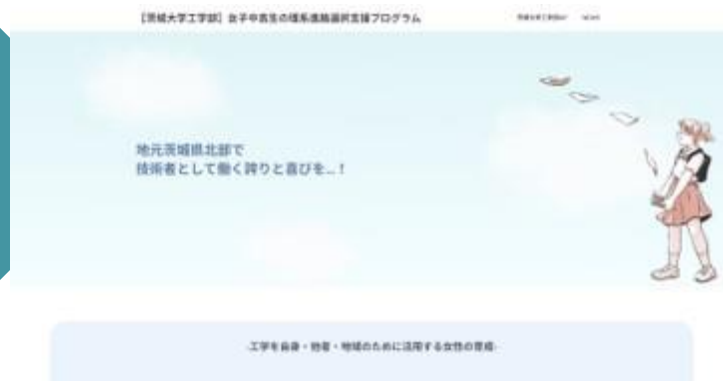 【茨城大学工学部】女子中高生の理系進路選択支援プログラム
NEWS
地元茨城県北部で
技術者として働く誇りと喜びを…！
-工学を自身・他者・地域のために活用する女性の育成-